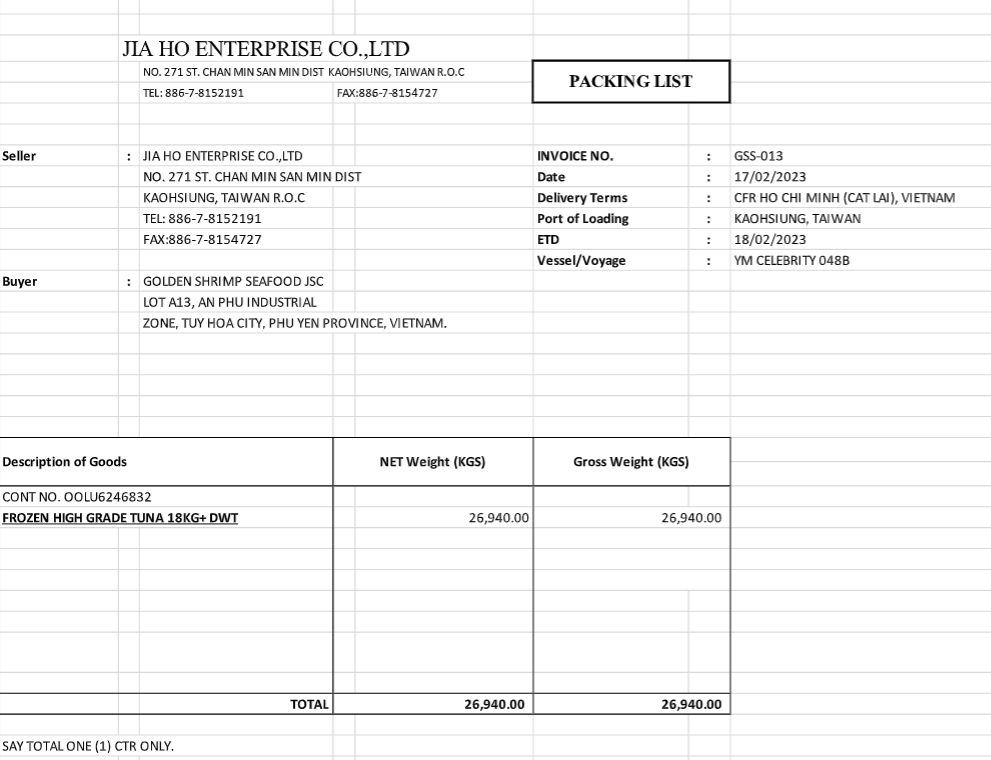 JIA HO ENTERPRISE CO.,LTD
NO. 271 ST. CHAN MIN SAN MIN DIST KAOHSIUNG, TAIWAN R.O.C
TEL: 886-7-8152191 FAX:886-7-8154727
PACKING LIST
Seller : JIA HO ENTERPRISE CO.,LTD
NO. 271 ST. CHAN MIN SAN MIN DIST
KAOHSIUNG, TAIWAN R.O.C
TEL: 886-7-8152191
FAX:886-7-8154727
INVOICE NO. : GSS-013
Date : 17/02/2023
Delivery Terms : CFR HO CHI MINH (CAT LAI), VIETNAM
Port of Loading : KAOHSIUNG, TAIWAN
ETD : 18/02/2023
Vessel/Voyage : YM CELEBRITY 048B
Buyer : GOLDEN SHRIMP SEAFOOD JSC
LOT A13, AN PHU INDUSTRIAL
ZONE, TUY HOA CITY, PHU YEN PROVINCE, VIETNAM.
Description of Goods NET Weight (KGS) Gross Weight (KGS)
CONT NO. OOLU6246832
FROZEN HIGH GRADE TUNA 18KG+ DWT 26,940.00 26,940.00
TOTAL 26,940.00 26,940.00
SAY TOTAL ONE (1) CTR ONLY.